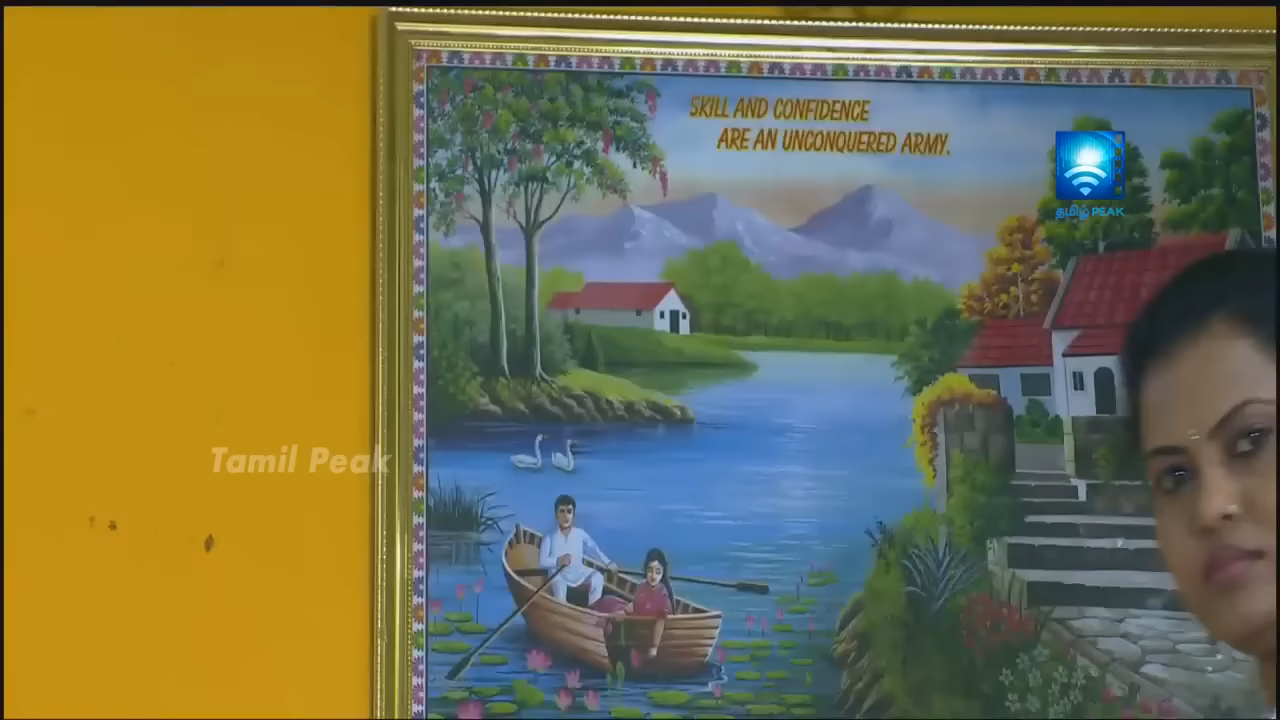 SKILL AND CONFIDENCE
ARE AN UNCONQUERED ARMY.
தமிழ் PEAK
Tamil Peak